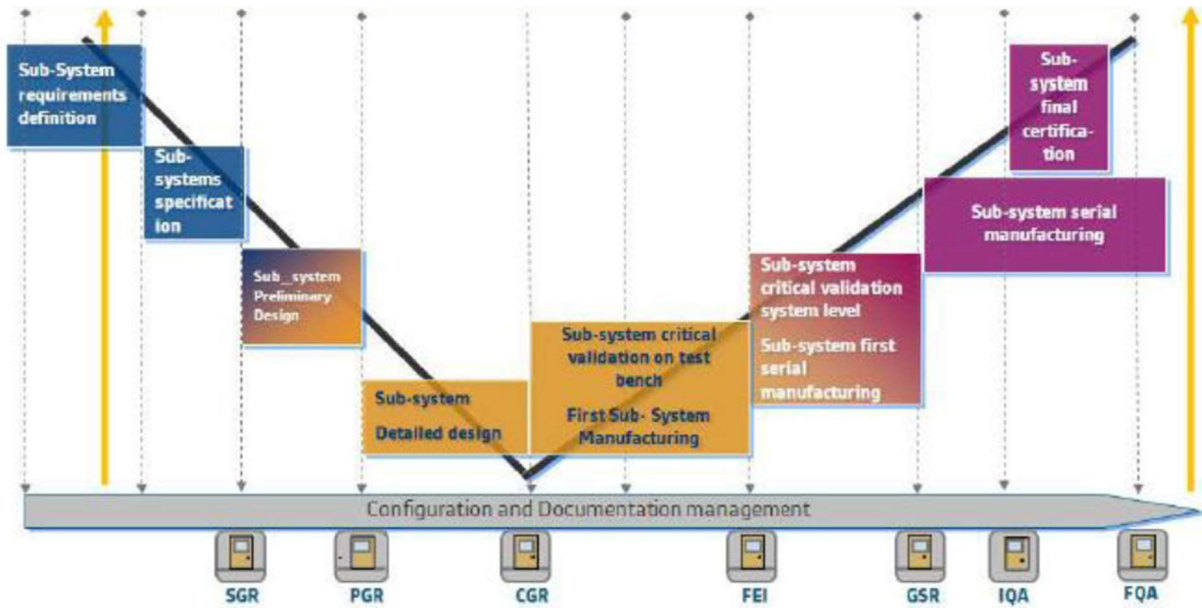 Sub-System
requirements
definition
Sub-
systems
specificat
ion
Sub_system
Preliminary
Design
Sub-system
Detailed design
Sub-system critical
validation on test
bench
First Sub- System
Manufacturing
Sub-system
critical validation
system level
Sub-system first
serial
manufacturing
Sub-system serial
manufacturing
Sub-
system
final
certifica-
tion
Configuration and Documentation management
SGR
PGR
CGR
FEI
GSR
IQA
FQA